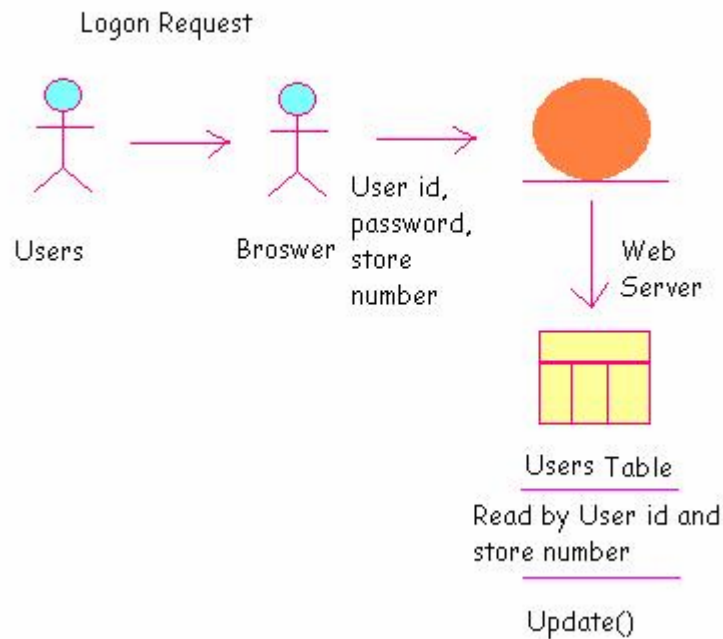 Logon Request
Users
Broswer
User id,
password,
store
number
Web
Server
Users Table
Read by User id and
store number
Update()